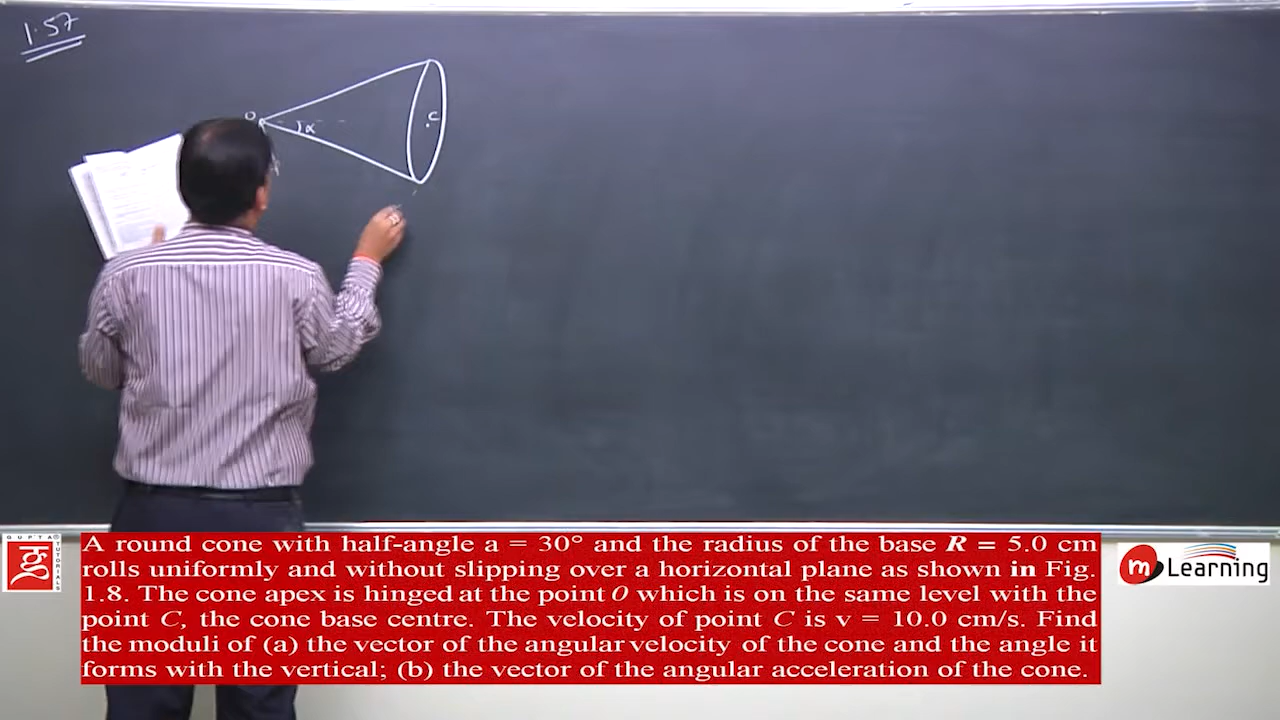 1.57
O
α
C
A round cone with half-angle a = 30° and the radius of the base R = 5.0 cm
rolls uniformly and without slipping over a horizontal plane as shown in Fig.
1.8. The cone apex is hinged at the point 0 which is on the same level with the
point C, the cone base centre. The velocity of point C is v = 10.0 cm/s. Find
the moduli of (a) the vector of the angular velocity of the cone and the angle it
forms with the vertical; (b) the vector of the angular acceleration of the cone.
GUPTA
TUTORIALS
m Learning